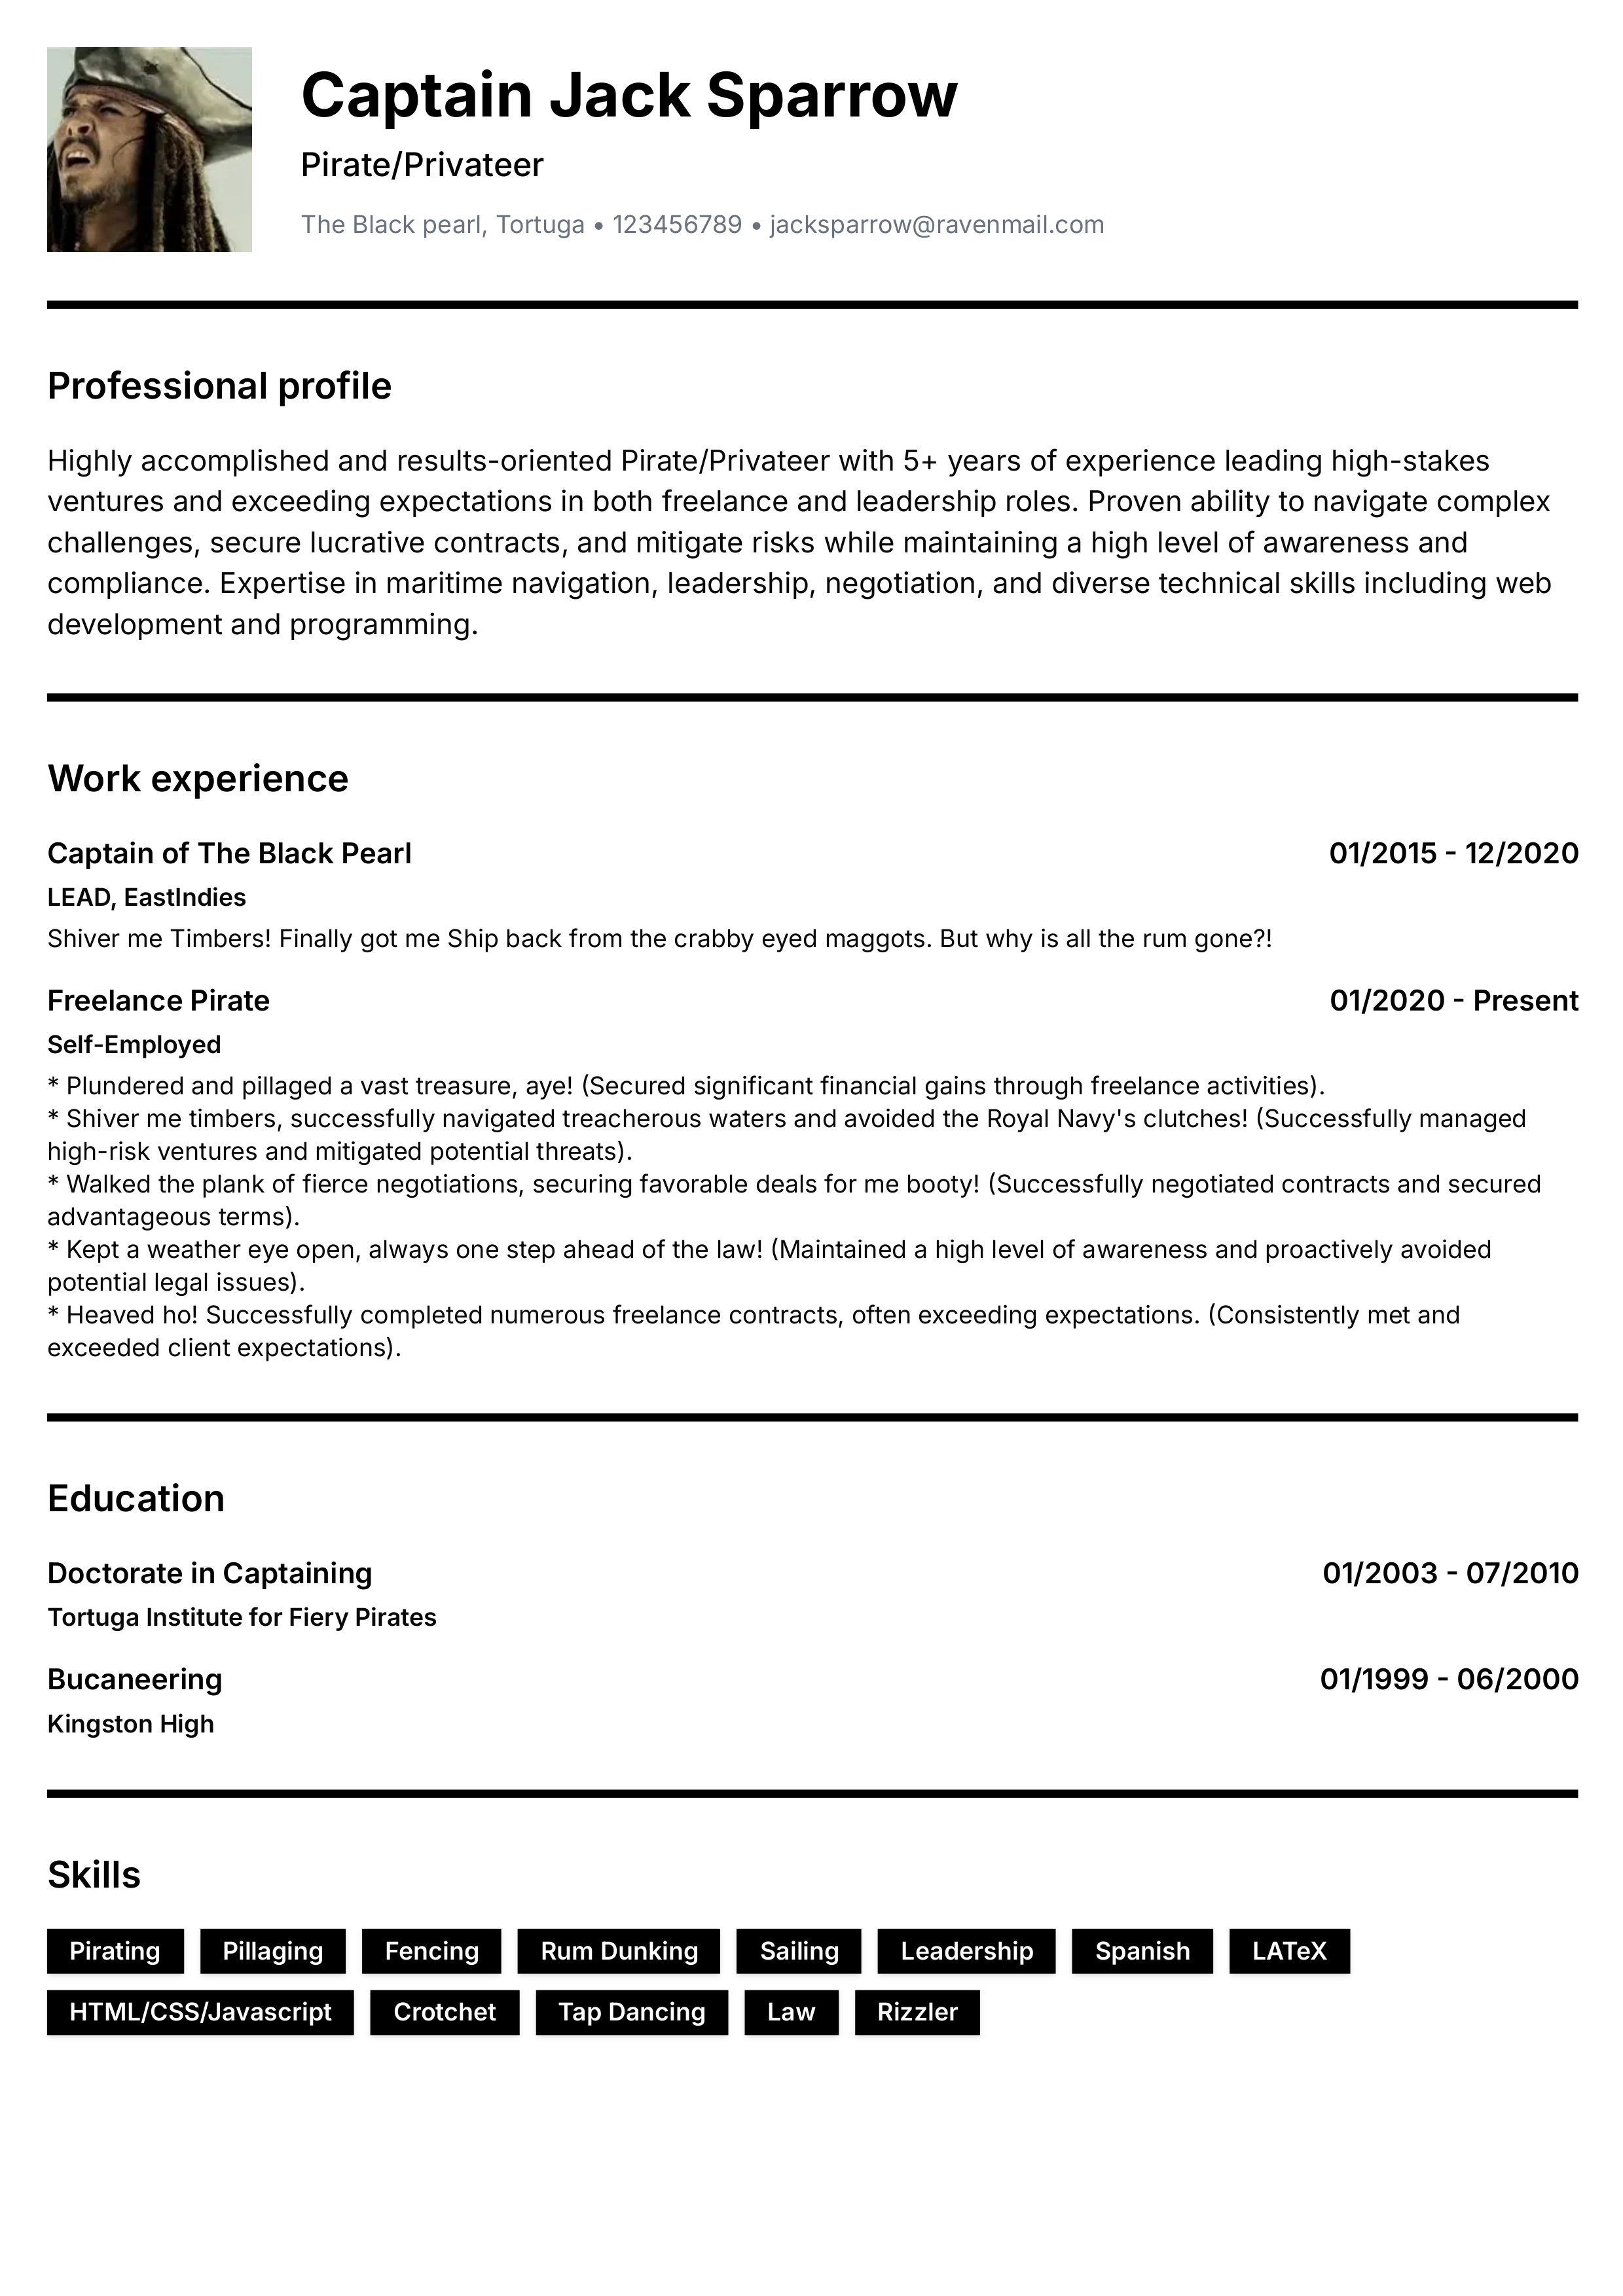 Captain Jack Sparrow
Pirate/Privateer
The Black pearl, Tortuga • 123456789 • jacksparrow@ravenmail.com
Professional profile
Highly accomplished and results-oriented Pirate/Privateer with 5+ years of experience leading high-stakes
ventures and exceeding expectations in both freelance and leadership roles. Proven ability to navigate complex
challenges, secure lucrative contracts, and mitigate risks while maintaining a high level of awareness and
compliance. Expertise in maritime navigation, leadership, negotiation, and diverse technical skills including web
development and programming.
Work experience
Captain of The Black Pearl 01/2015 - 12/2020
LEAD, EastIndies
Shiver me Timbers! Finally got me Ship back from the crabby eyed maggots. But why is all the rum gone?!
Freelance Pirate 01/2020 - Present
Self-Employed
* Plundered and pillaged a vast treasure, aye! (Secured significant financial gains through freelance activities).
* Shiver me timbers, successfully navigated treacherous waters and avoided the Royal Navy's clutches! (Successfully managed
high-risk ventures and mitigated potential threats).
* Walked the plank of fierce negotiations, securing favorable deals for me booty! (Successfully negotiated contracts and secured
advantageous terms).
* Kept a weather eye open, always one step ahead of the law! (Maintained a high level of awareness and proactively avoided
potential legal issues).
* Heaved ho! Successfully completed numerous freelance contracts, often exceeding expectations. (Consistently met and
exceeded client expectations).
Education
Doctorate in Captaining 01/2003 - 07/2010
Tortuga Institute for Fiery Pirates
Bucaneering 01/1999 - 06/2000
Kingston High
Skills
Pirating Pillaging Fencing Rum Dunking Sailing Leadership Spanish LATeX
HTML/CSS/Javascript Crotchet Tap Dancing Law Rizzler